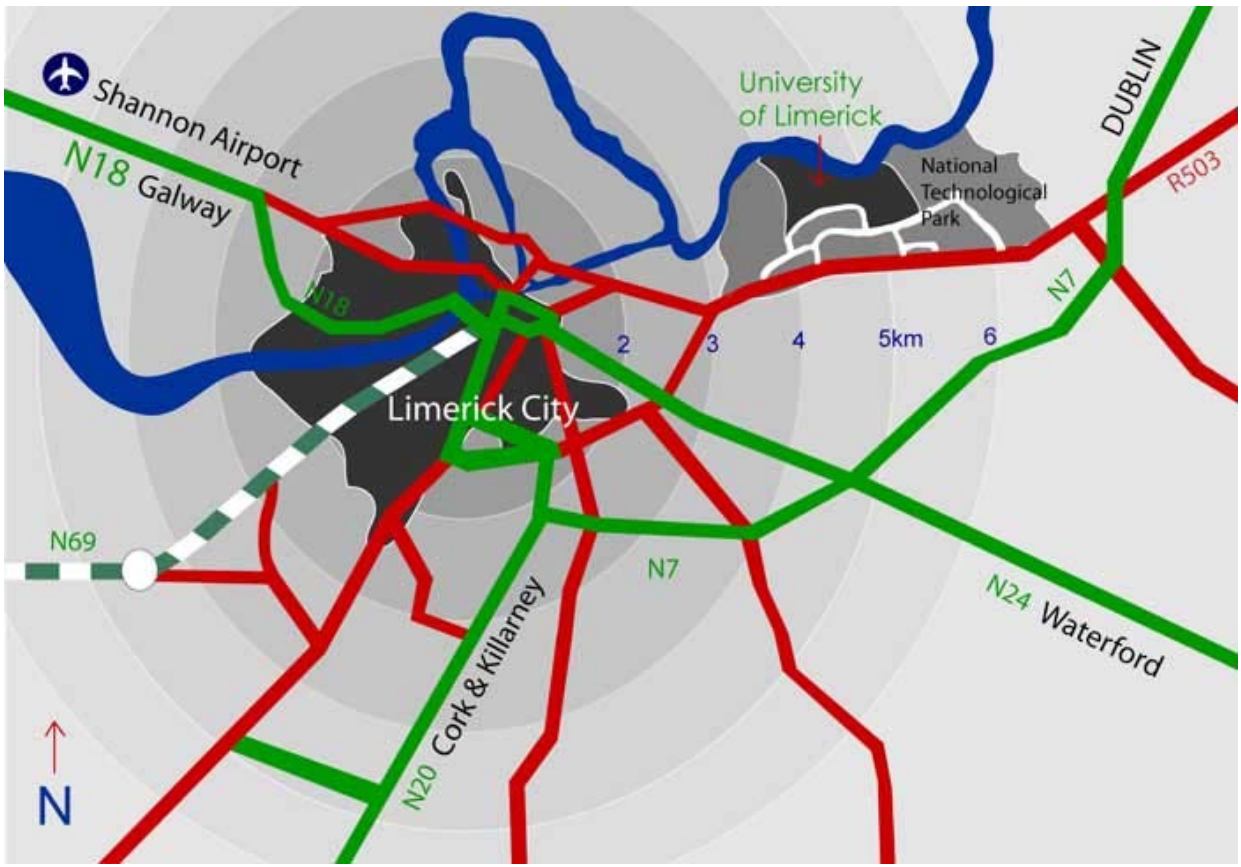 Shannon Airport
N18 Galway
University
of Limerick
National
Technological
Park
DUBLIN
R503
N7
N18
2
3
4
5km
6
Limerick City
N69
N7
N24 Waterford
N20 Cork & Killarney
N